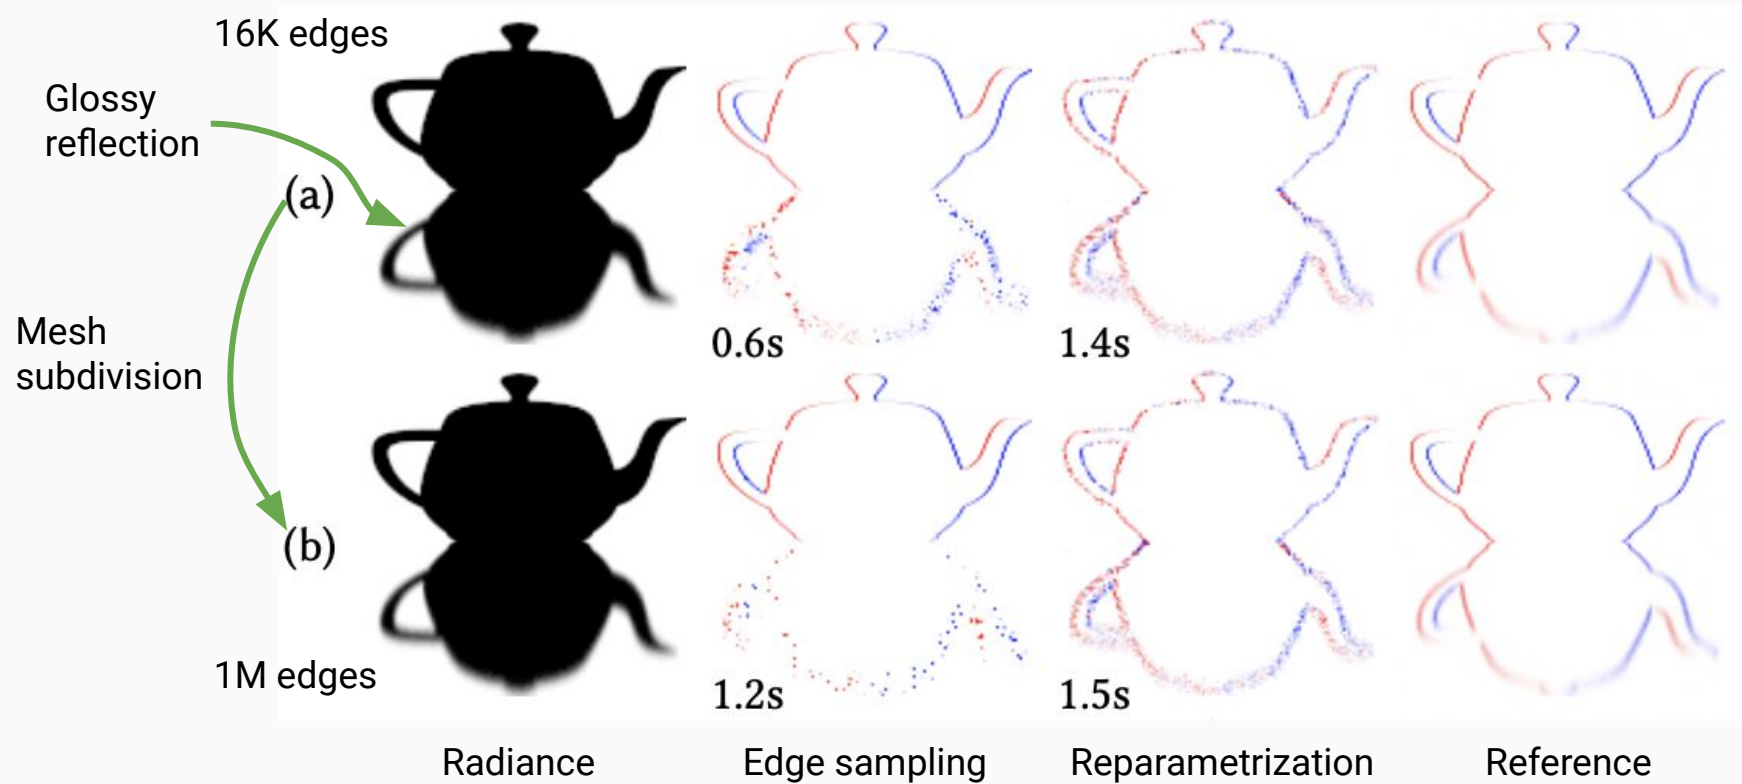 16K edges
Glossy
reflection
(a)
0.6s
1.4s
Mesh
subdivision
(b)
1M edges
1.2s
1.5s
Radiance
Edge sampling
Reparametrization
Reference